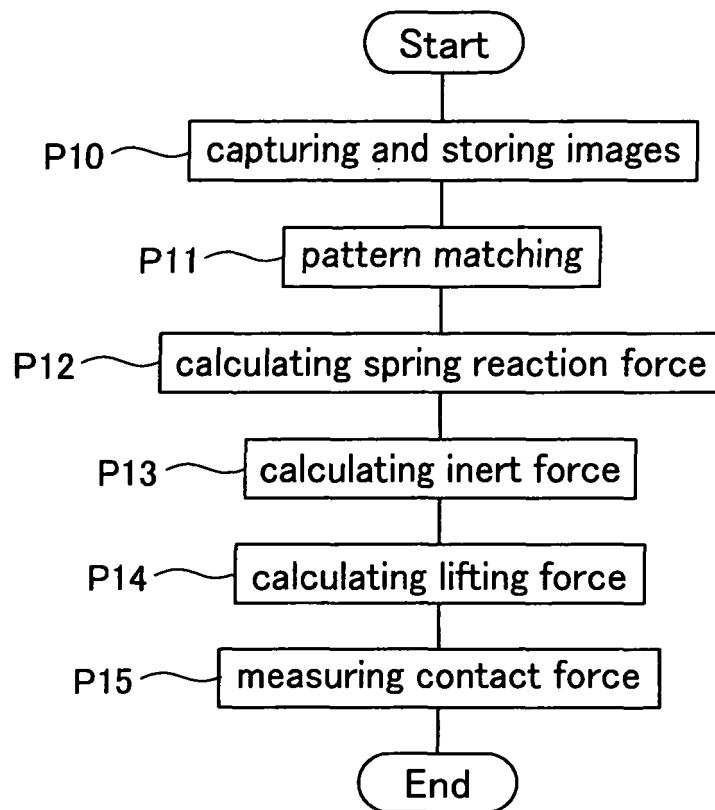 Start
P10 capturing and storing images
P11 pattern matching
P12 calculating spring reaction force
P13 calculating inert force
P14 calculating lifting force
P15 measuring contact force
End